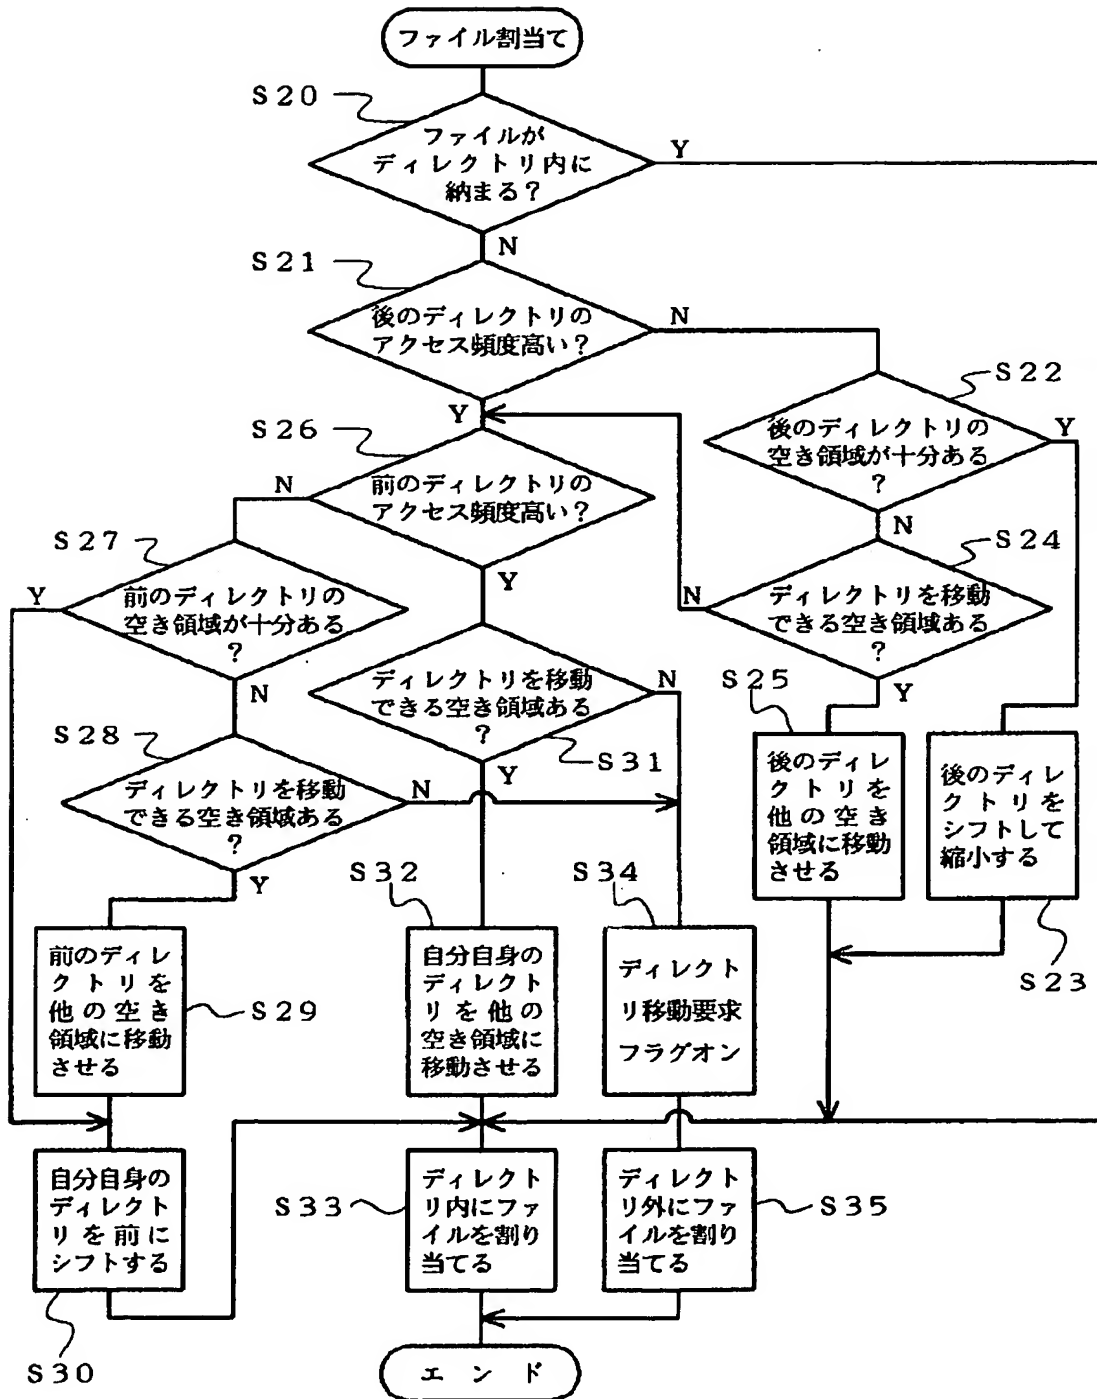 ファイル割当て
S20
ファイルが
ディレクトリ内に
納まる？
Y
N
S21
後のディレクトリの
アクセス頻度高い？
N
Y
S22
後のディレクトリの
空き領域が十分ある
？
Y
N
S26
前のディレクトリの
アクセス頻度高い？
N
Y
S24
ディレクトリを移動
できる空き領域ある
？
N
Y
S27
前のディレクトリの
空き領域が十分ある
？
Y
N
S31
ディレクトリを移動
できる空き領域ある
？
N
Y
S28
ディレクトリを移動
できる空き領域ある
？
N
Y
S25
後のディレ
クトリを
他の空き
領域に移動
させる
後のディレ
クトリを
シフトして
縮小する
S23
前のディレ
クトリを
他の空き
領域に移動
させる
S29
S32
自分自身の
ディレクト
リを他の
空き領域に
移動させる
S34
ディレクト
リ移動要求
フラグオン
自分自身の
ディレクト
リを前に
シフトする
S30
S33
ディレクト
リ内にファ
イルを割り
当てる
ディレクト
リ外にファ
イルを割り
当てる
S35
エンド